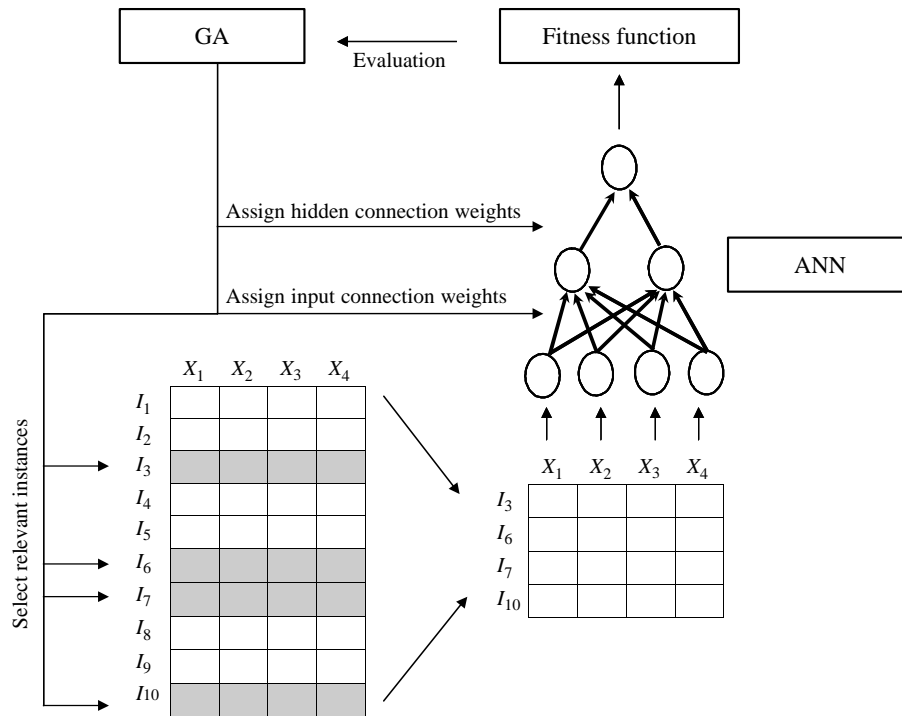 GA
Fitness function
Evaluation
Assign hidden connection weights
ANN
Assign input connection weights
Select relevant instances
X1 X2 X3 X4
I1
I2
I3
I4
I5
I6
I7
I8
I9
I10
X1 X2 X3 X4
I3
I6
I7
I10